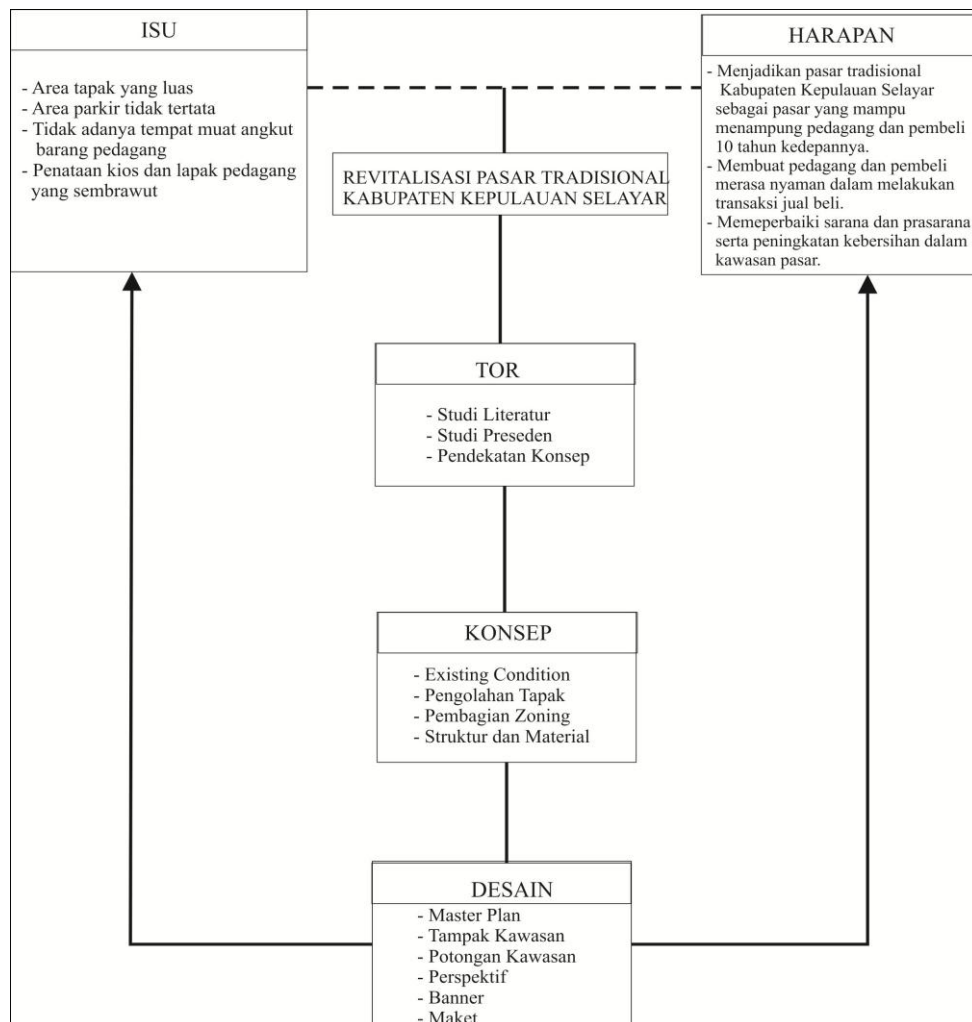 ISU
- Area tapak yang luas
- Area parkir tidak tertata
- Tidak adanya tempat muat angkut
barang pedagang
- Penataan kios dan lapak pedagang
yang sembrawut
HARAPAN
- Menjadikan pasar tradisional
Kabupaten Kepulauan Selayar
sebagai pasar yang mampu
menampung pedagang dan pembeli
10 tahun kedepannya.
- Membuat pedagang dan pembeli
merasa nyaman dalam melakukan
transaksi jual beli.
- Memeperbaiki sarana dan prasarana
serta peningkatan kebersihan dalam
kawasan pasar.
REVITALISASI PASAR TRADISIONAL
KABUPATEN KEPULAUAN SELAYAR
TOR
- Studi Literatur
- Studi Preseden
- Pendekatan Konsep
KONSEP
- Existing Condition
- Pengolahan Tapak
- Pembagian Zoning
- Struktur dan Material
DESAIN
- Master Plan
- Tampak Kawasan
- Potongan Kawasan
- Perspektif
- Banner
- Maket